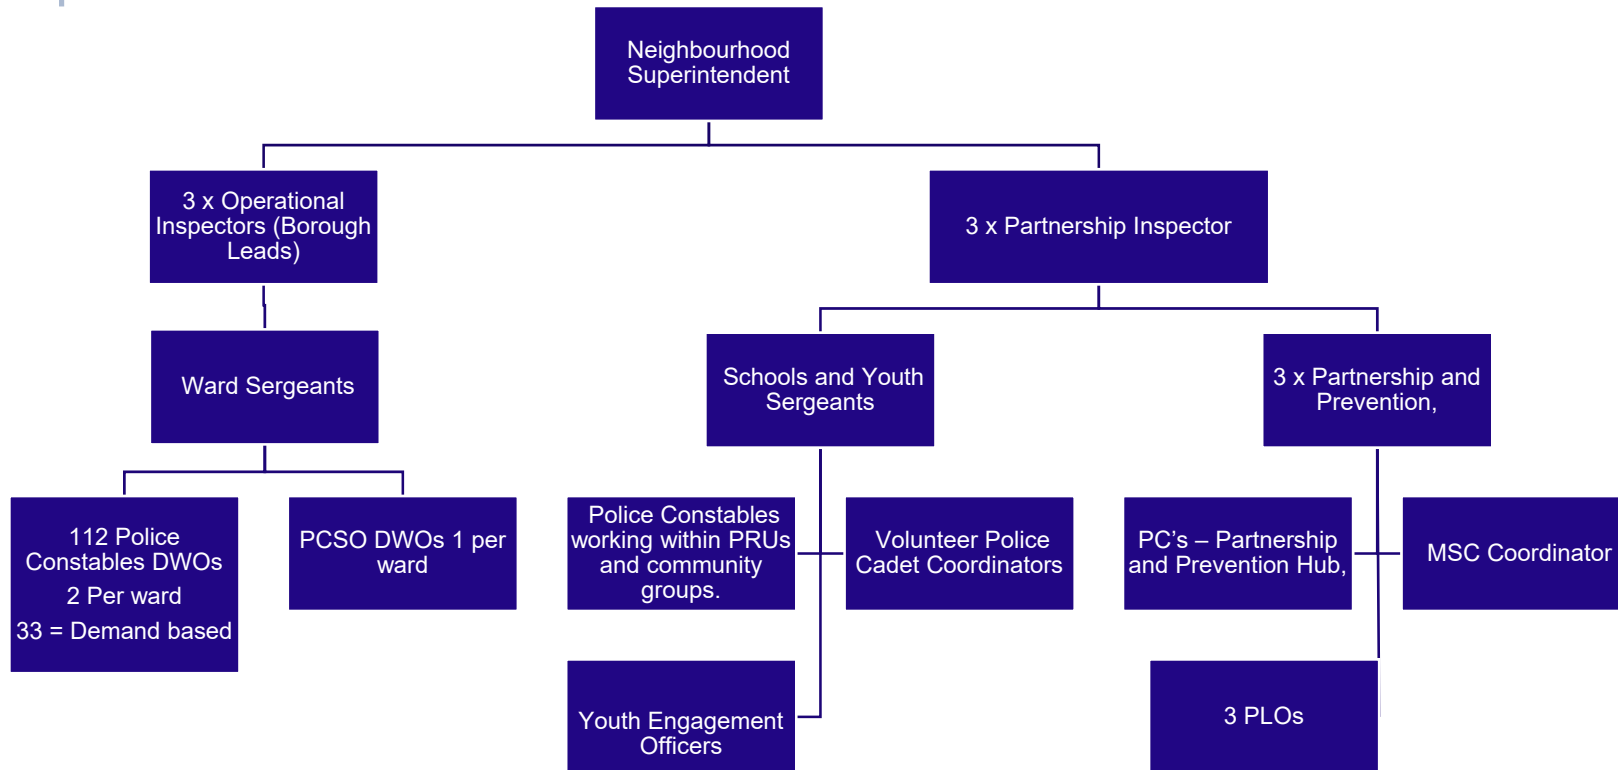 Neighbourhood
Superintendent
3 x Operational
Inspectors (Borough
Leads)
3 x Partnership Inspector
Ward Sergeants
Schools and Youth
Sergeants
3 x Partnership and
Prevention,
112 Police
Constables DWOs
2 Per ward
33 = Demand based
PCSO DWOs 1 per
ward
Police Constables
working within PRUs
and community
groups.
Volunteer Police
Cadet Coordinators
PC’s – Partnership
and Prevention Hub,
MSC Coordinator
Youth Engagement
Officers
3 PLOs